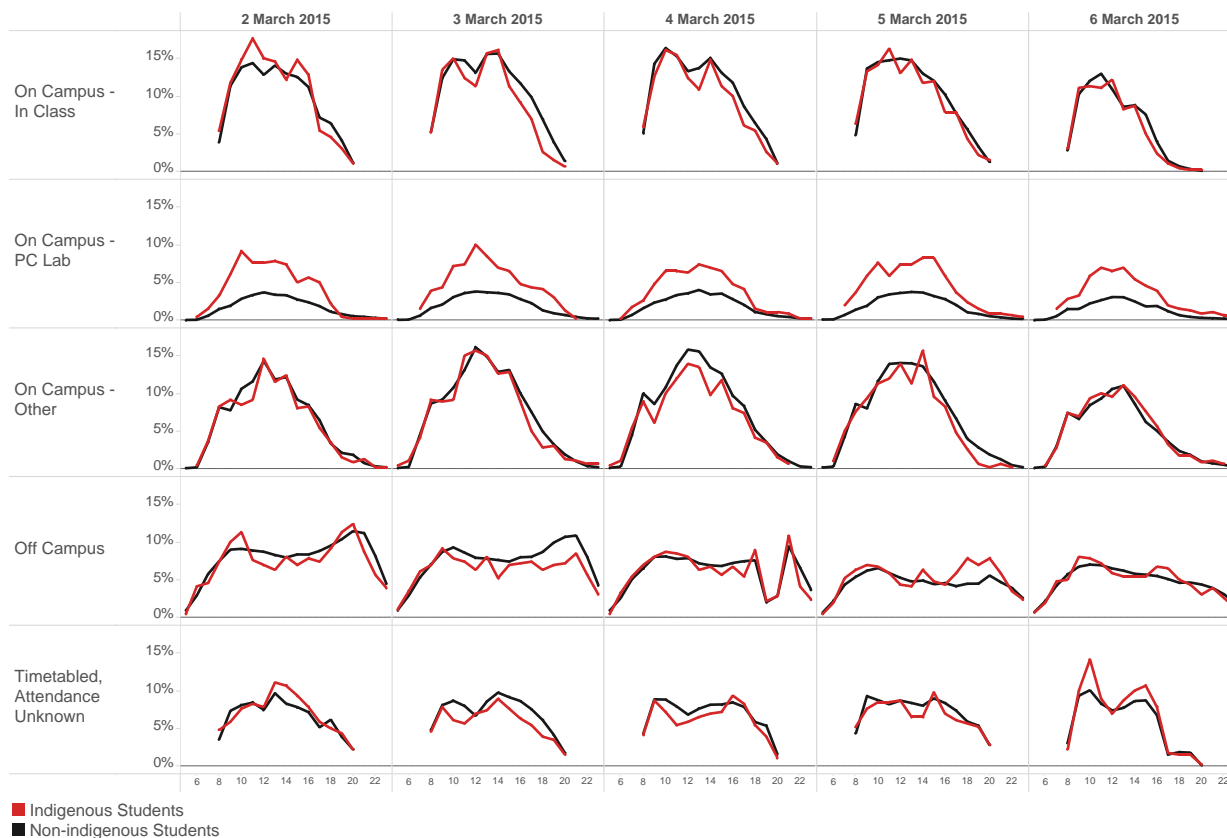 2 March 2015 3 March 2015 4 March 2015 5 March 2015 6 March 2015
15%
On Campus -
In Class
10%
5%
0%
15%
On Campus -
PC Lab
10%
5%
0%
15%
On Campus -
Other
10%
5%
0%
15%
Off Campus
10%
5%
0%
15%
Timetabled,
Attendance
Unknown
10%
5%
0%
6 8 10 12 14 16 18 20 22 6 8 10 12 14 16 18 20 22 6 8 10 12 14 16 18 20 22 6 8 10 12 14 16 18 20 22 6 8 10 12 14 16 18 20 22
Indigenous Students
Non-indigenous Students